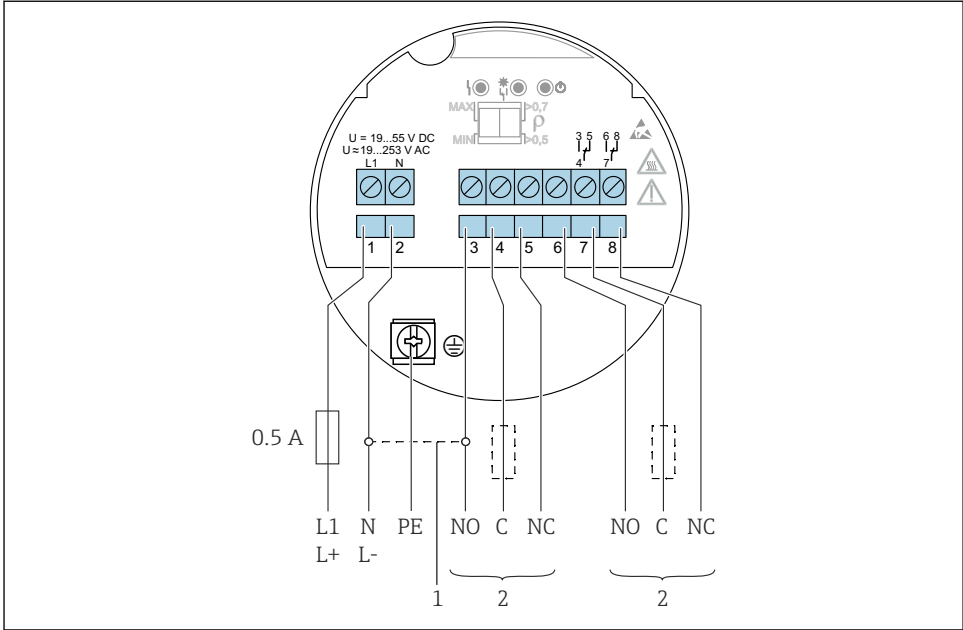 MAX >0,7
ρ
MIN >0,5
U = 19...55 V DC
U ≈19...253 V AC
L1 N
3 5 6 8
4 7
1 2 3 4 5 6 7 8
0.5 A
L1 N PE NO C NC NO C NC
L+ L-
1 2 2